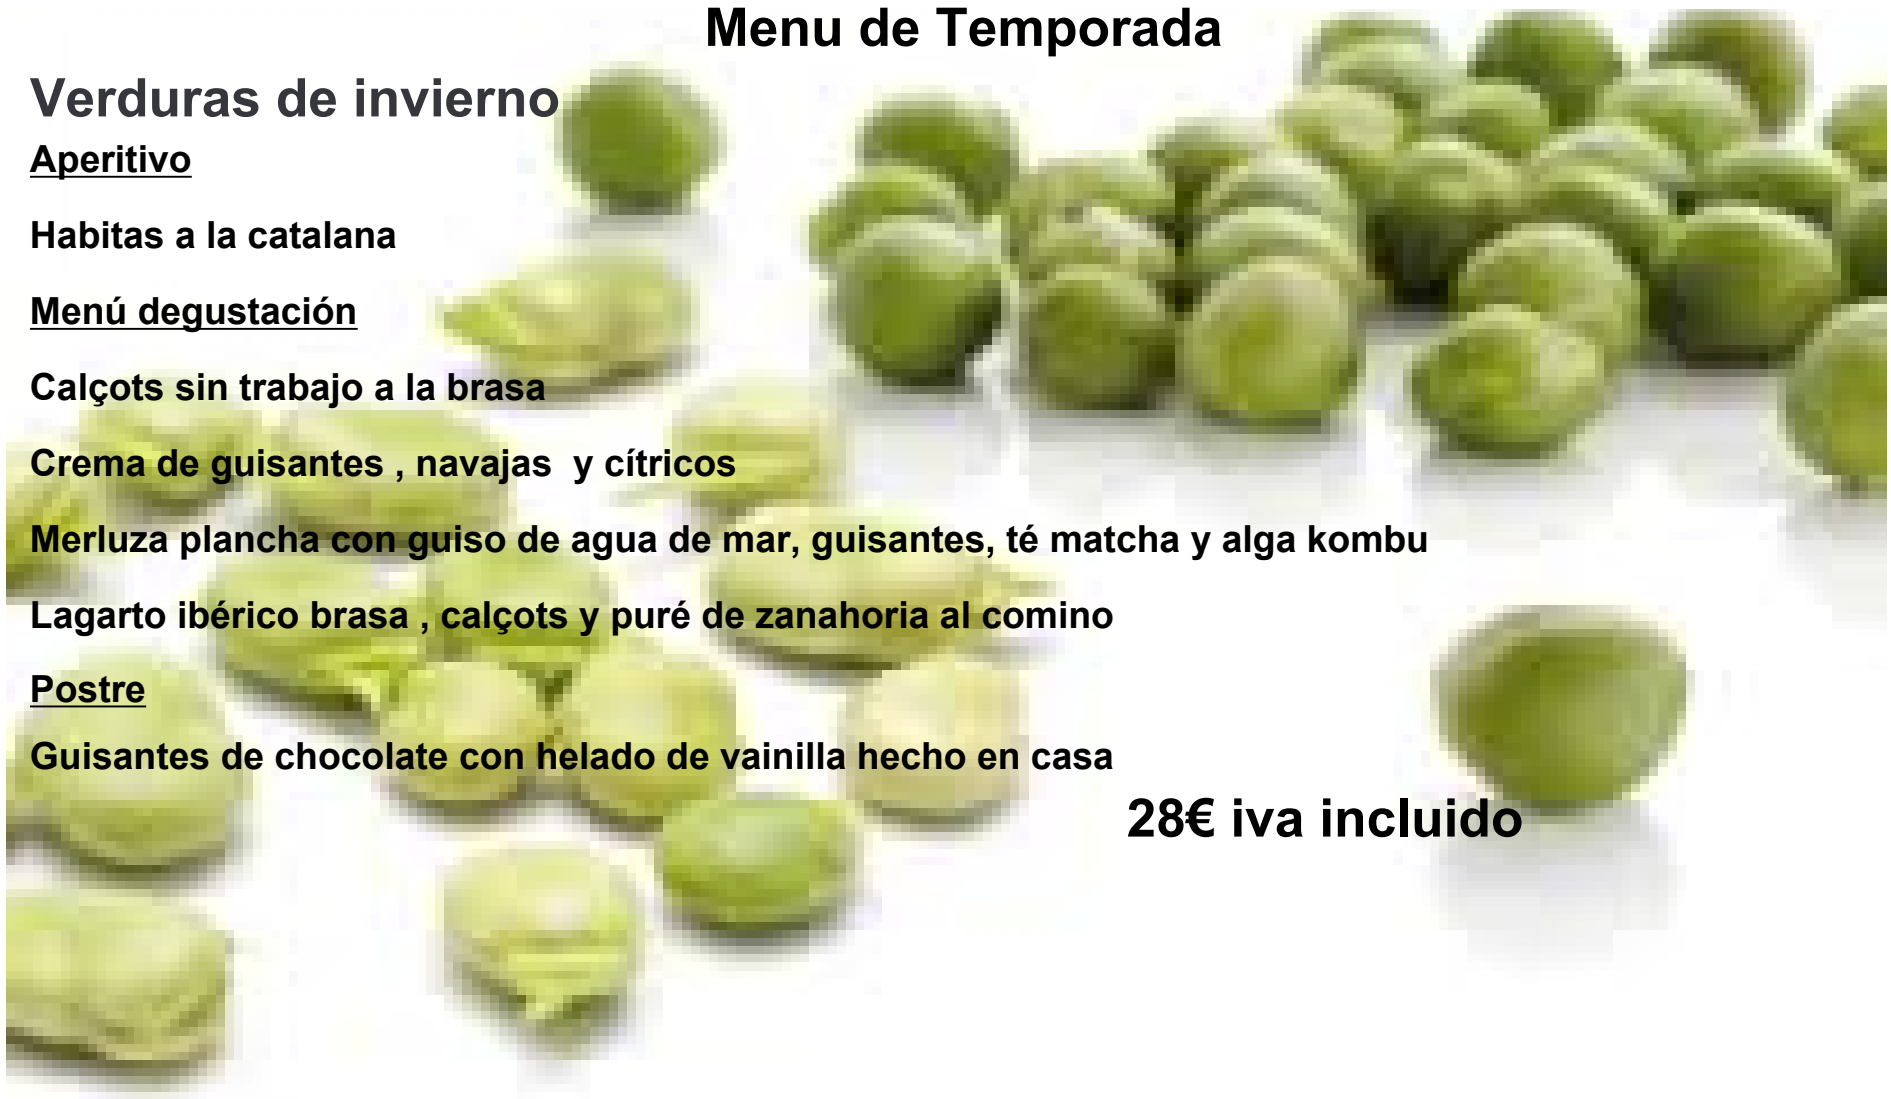 Menu de Temporada
Verduras de invierno
Aperitivo
Habitas a la catalana
Menú degustación
Calçots sin trabajo a la brasa
Crema de guisantes , navajas  y cítricos
Merluza plancha con guiso de agua de mar, guisantes, té matcha y alga kombu
Lagarto ibérico brasa , calçots y puré de zanahoria al comino
Postre
Guisantes de chocolate con helado de vainilla hecho en casa
28€ iva incluido